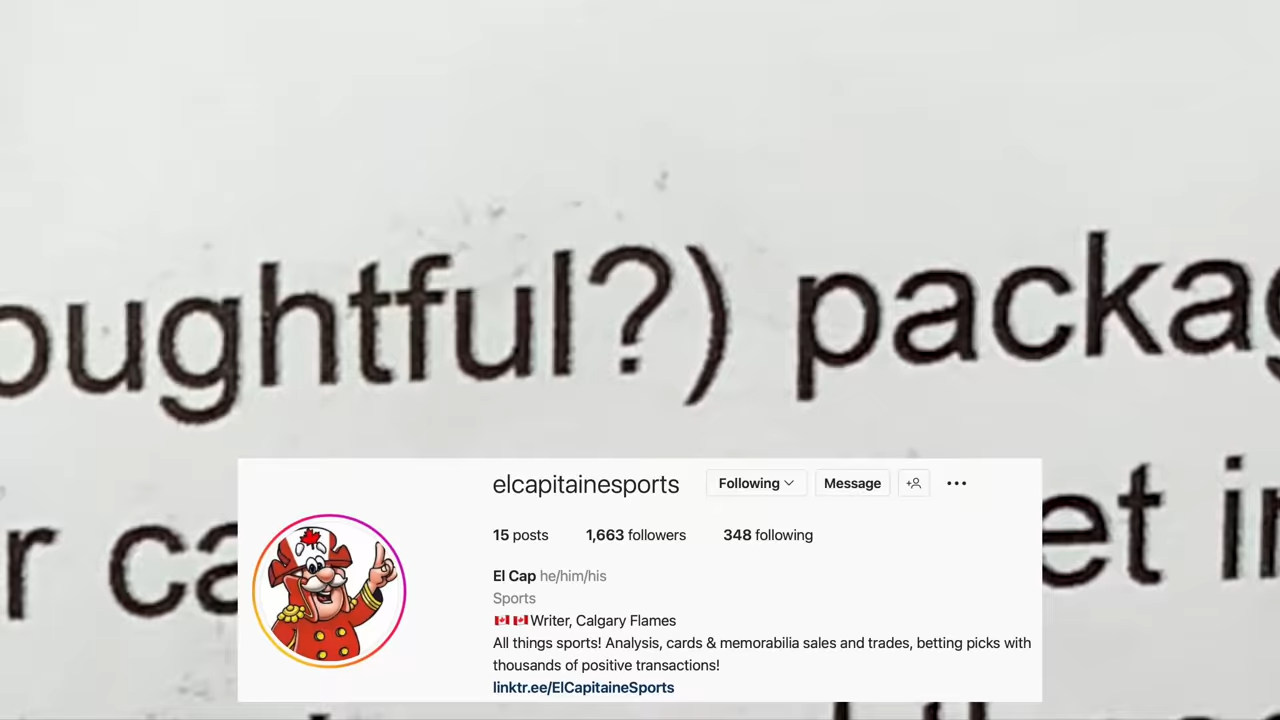 oughtful?) packag
r ca
et in
elcapitainesports
Following
Message
15 posts
1,663 followers
348 following
El Cap he/him/his
Sports
🇨🇦🇨🇦Writer, Calgary Flames
All things sports! Analysis, cards & memorabilia sales and trades, betting picks with
thousands of positive transactions!
linktr.ee/ElCapitaineSports